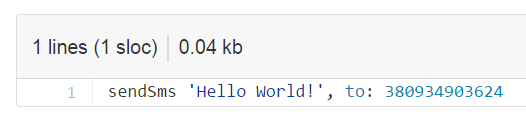 1 lines (1 sloc) 0.04 kb
1 sendSms 'Hello World!', to: 380934903624